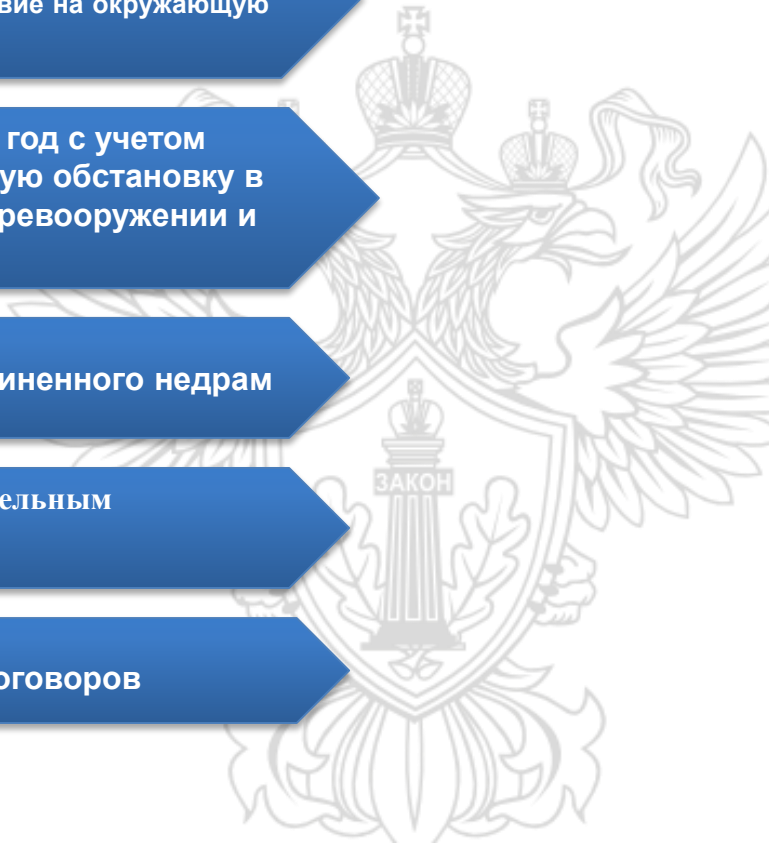 вие на окружающую
год с учетом
ую обстановку в
ревооружении и
иненного недрам
ельным
оговоров
ЗАКОН